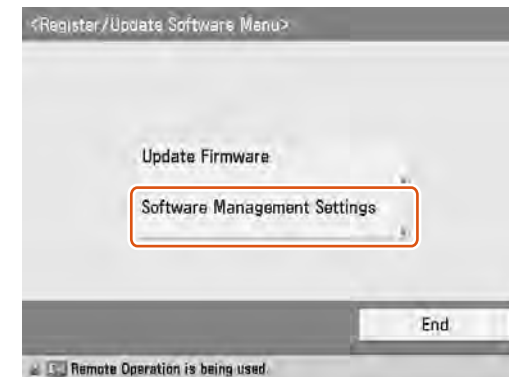 <Register/Update Software Menu>
Update Firmware
Software Management Settings
End
Remote Operation is being used.